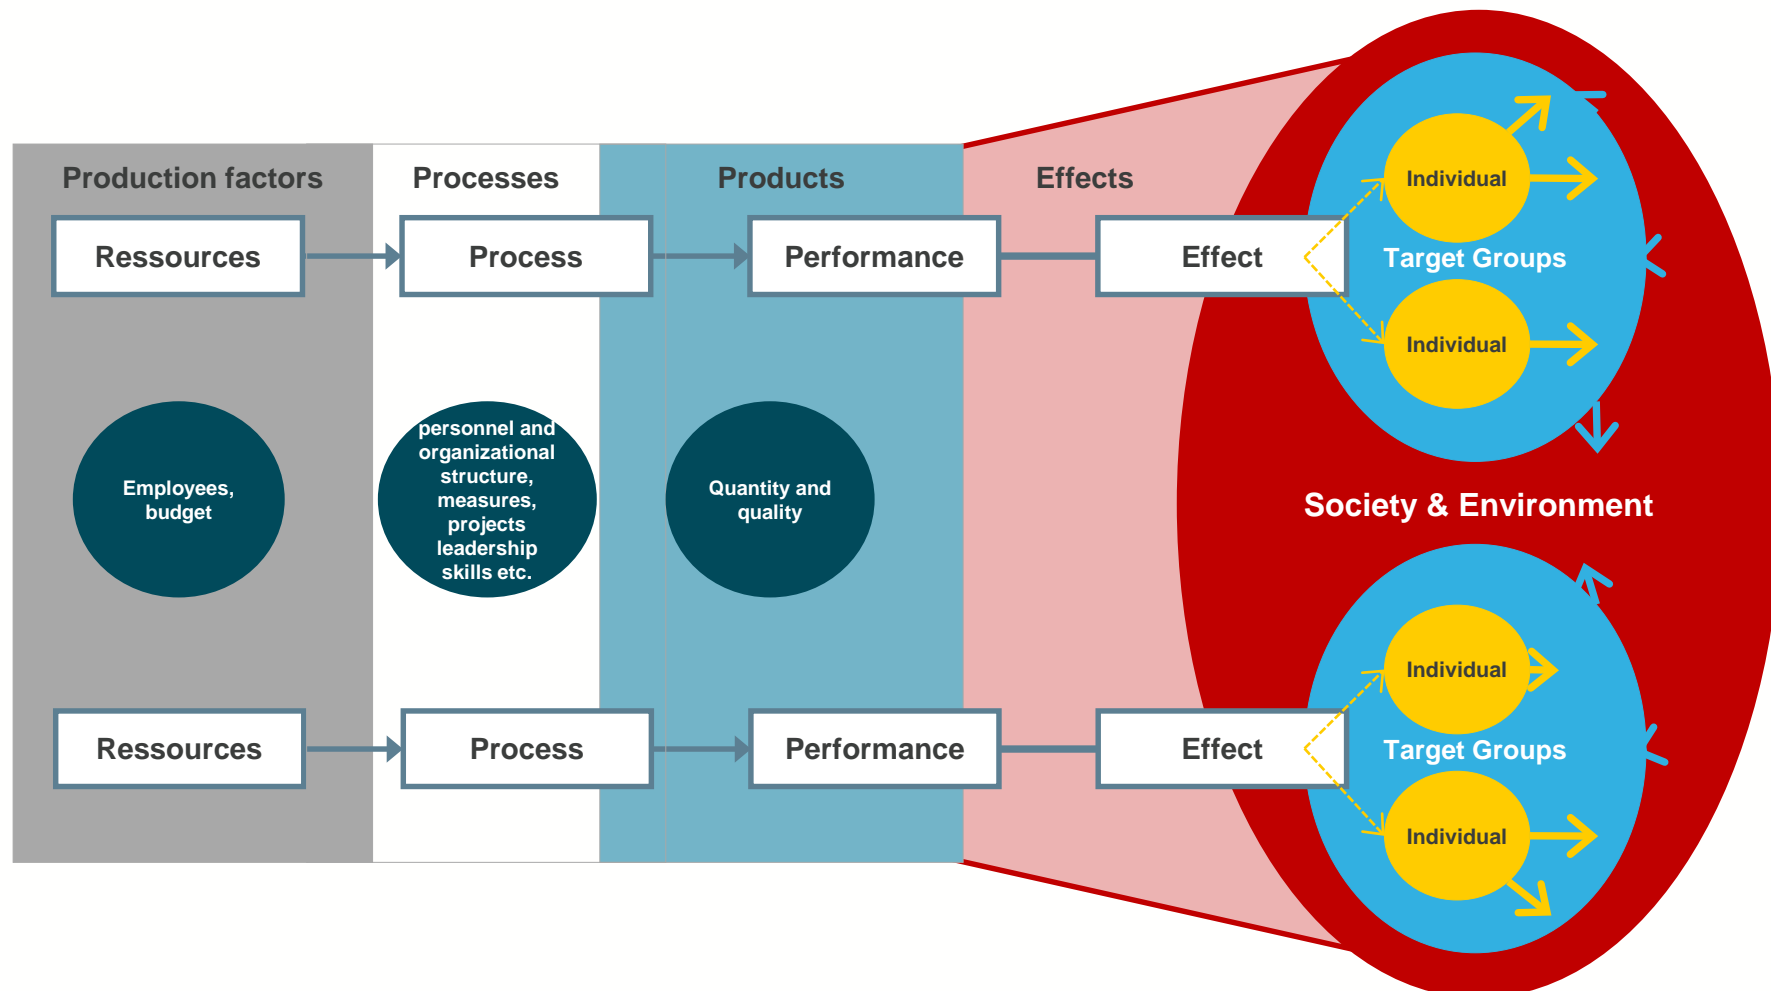 Production factors
Processes
Products
Effects
Ressources
Process
Performance
Effect
Individual
Target Groups
Individual
Employees,
budget
personnel and
organizational
structure,
measures,
projects
leadership
skills etc.
Quantity and
quality
Society & Environment
Ressources
Process
Performance
Effect
Individual
Target Groups
Individual